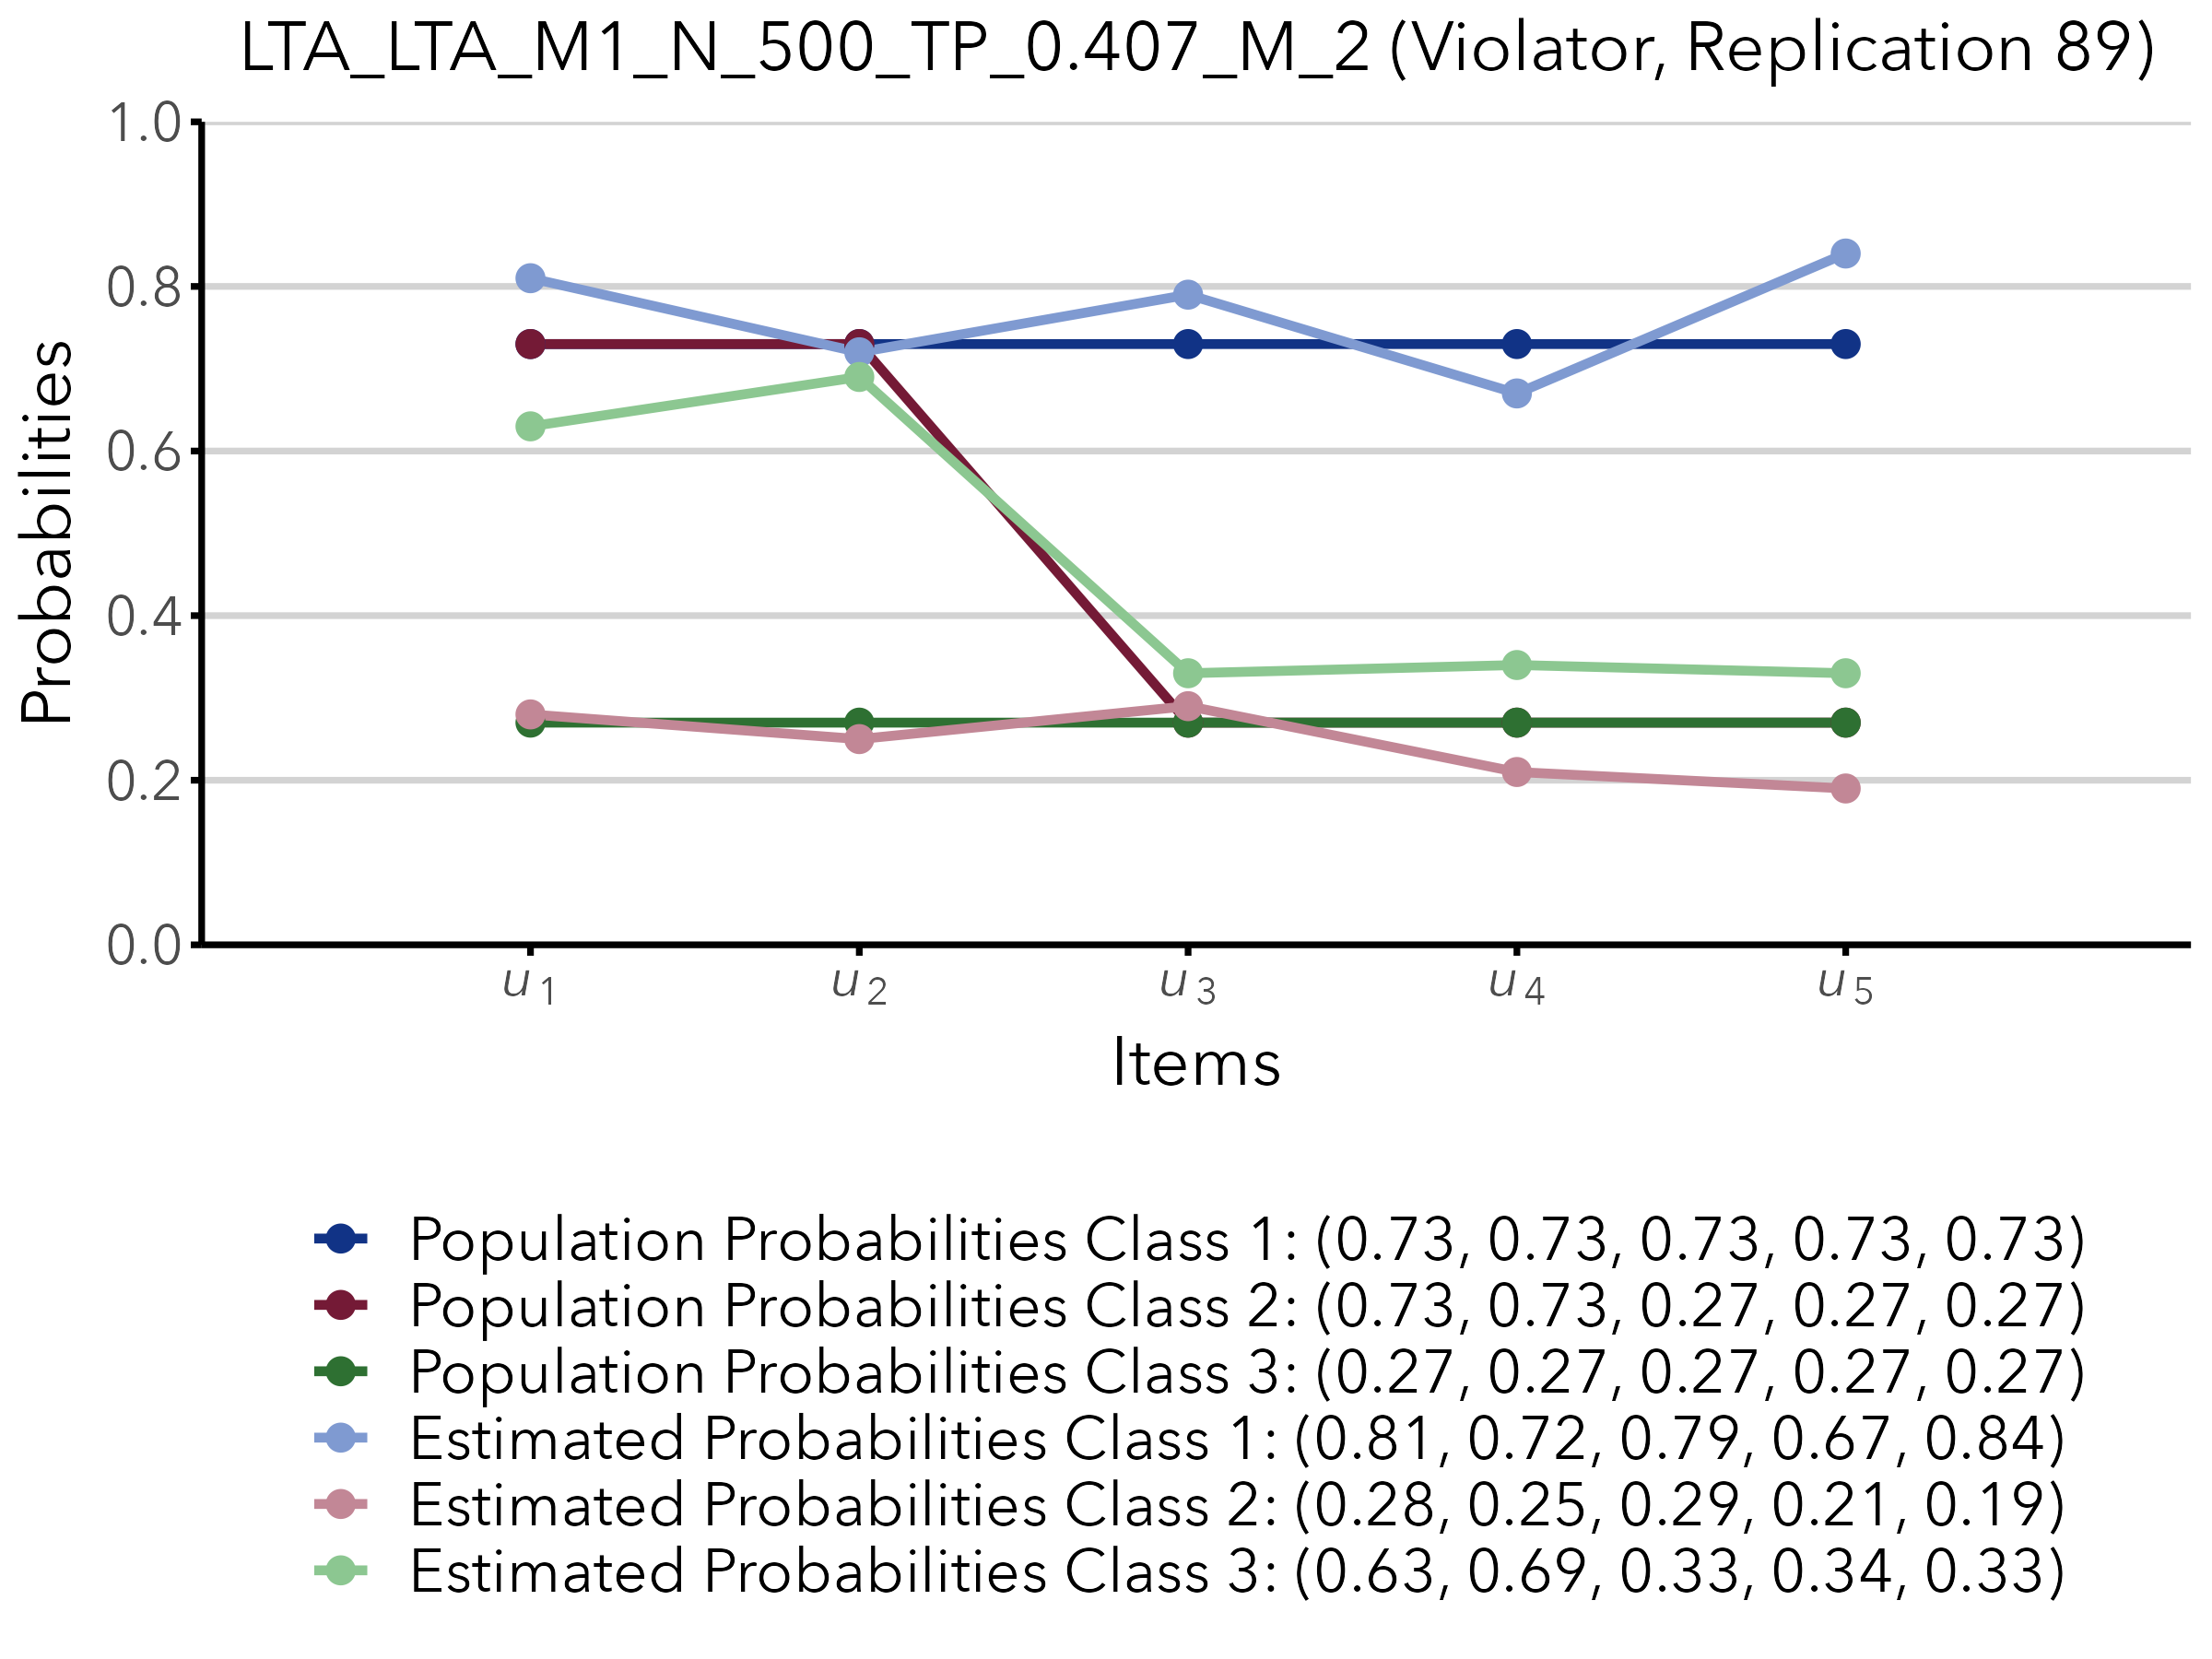 LTA_LTA_M1_N_500_TP_0.407_M_2 (Violator, Replication 89)
Probabilities
1.0
0.8
0.6
0.4
0.2
0.0
u1 u2 u3 u4 u5
Items
Population Probabilities Class 1: (0.73, 0.73, 0.73, 0.73, 0.73)
Population Probabilities Class 2: (0.73, 0.73, 0.27, 0.27, 0.27)
Population Probabilities Class 3: (0.27, 0.27, 0.27, 0.27, 0.27)
Estimated Probabilities Class 1: (0.81, 0.72, 0.79, 0.67, 0.84)
Estimated Probabilities Class 2: (0.28, 0.25, 0.29, 0.21, 0.19)
Estimated Probabilities Class 3: (0.63, 0.69, 0.33, 0.34, 0.33)